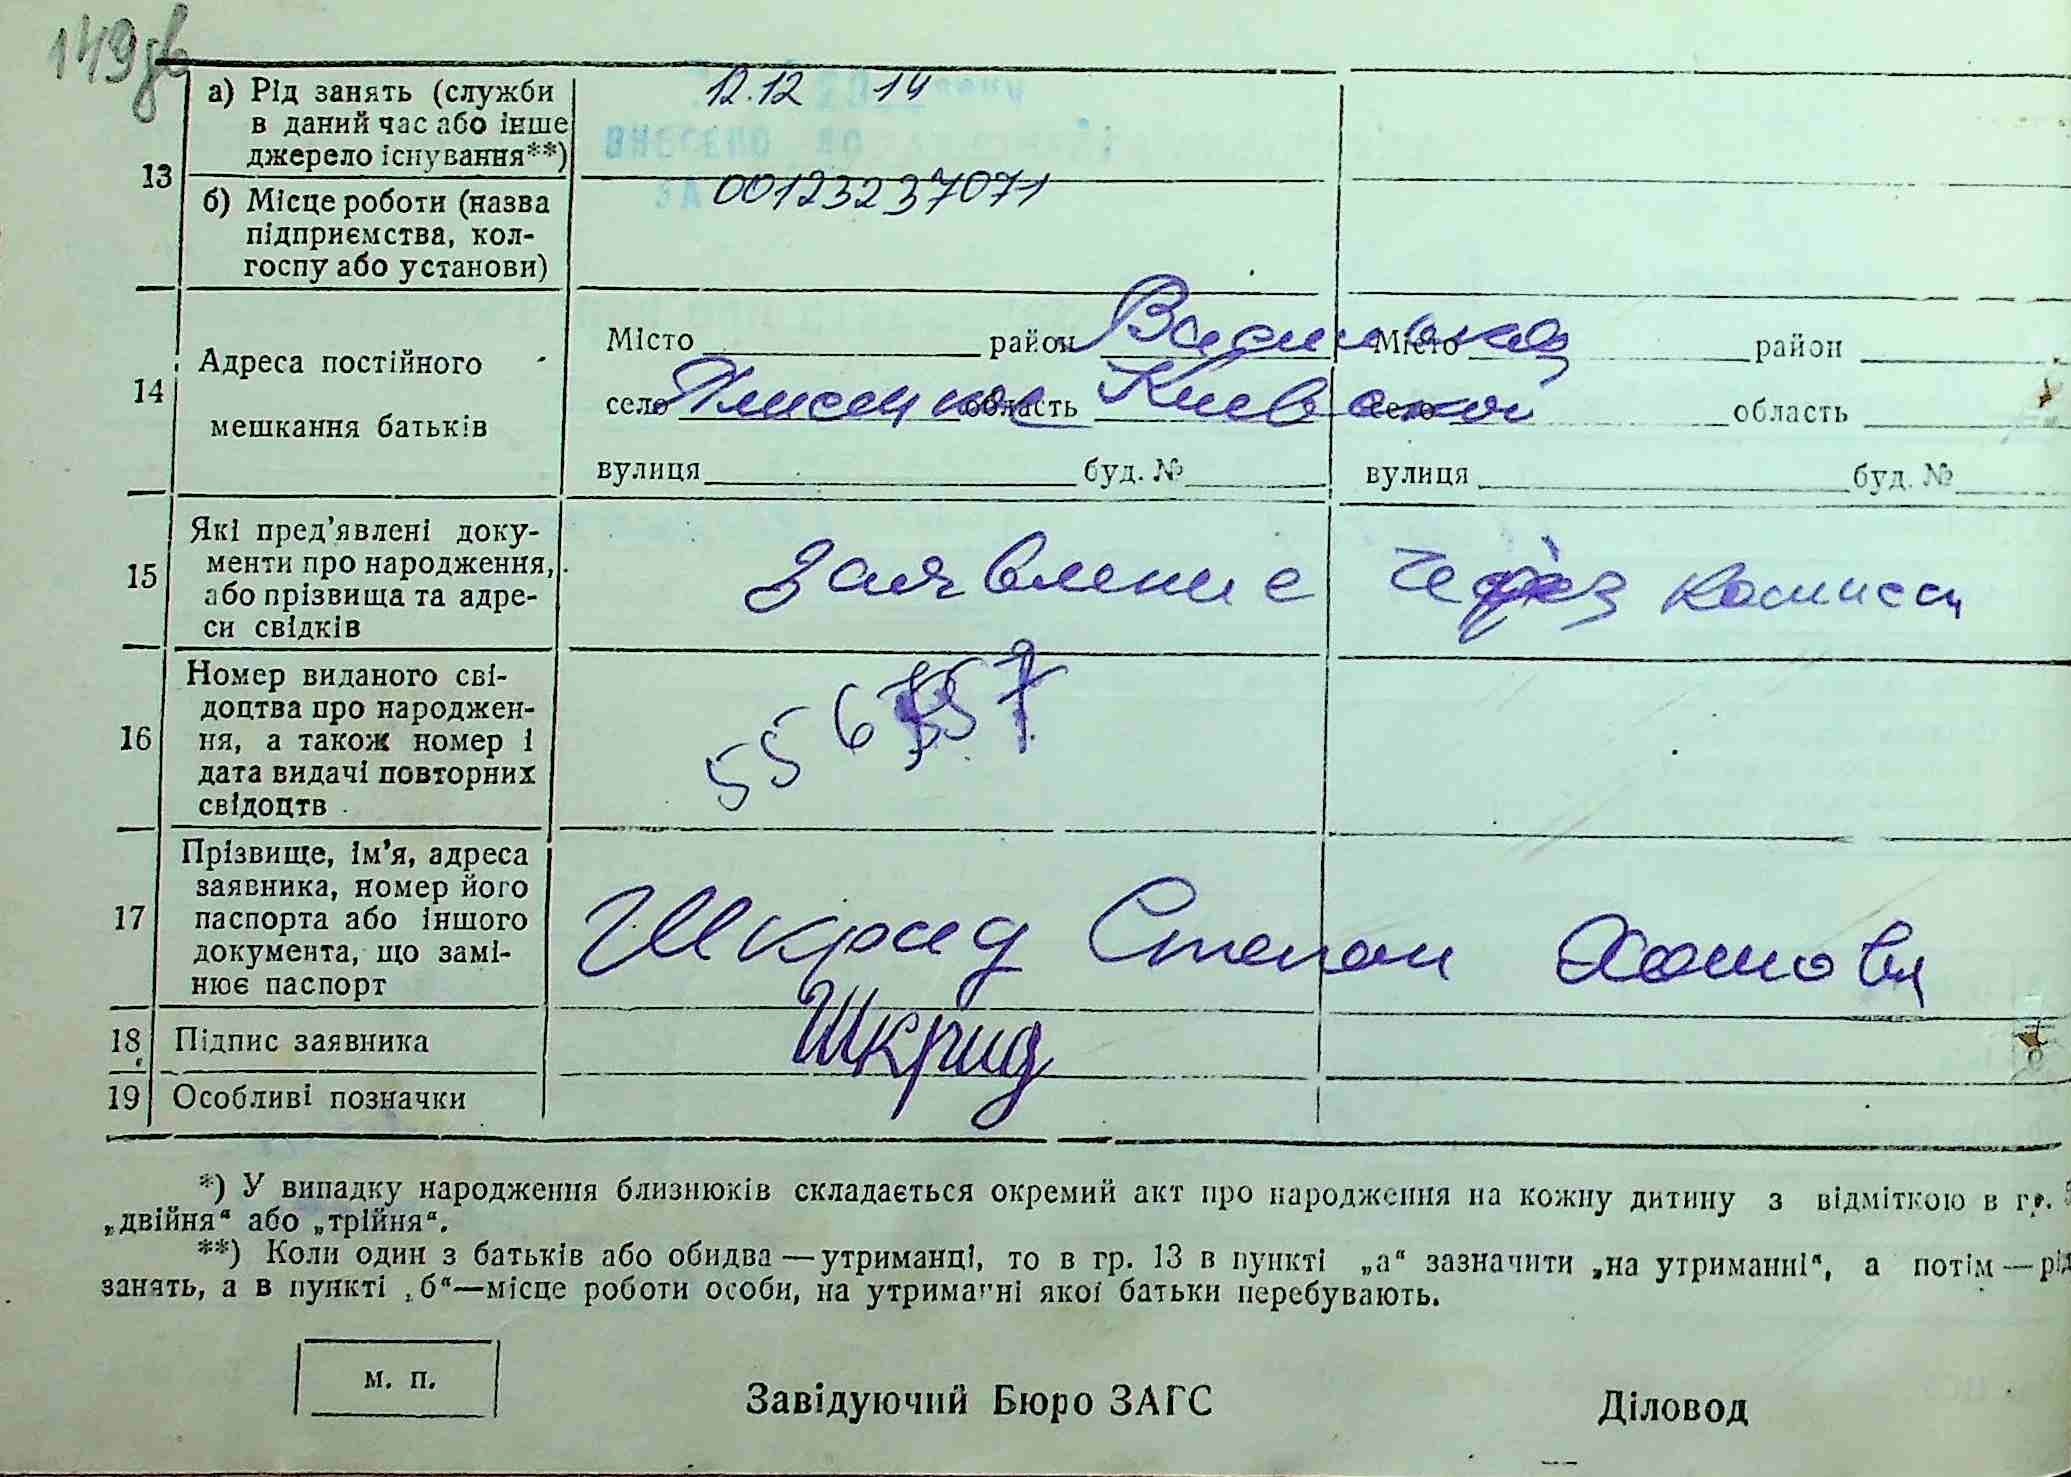 149
12.12 14
а) Рід занять (служби
в даний час або інше
джерело існування**)
13
00123237071
б) Місце роботи (назва
підприємства, кол-
госпу або установи)
14
Адреса постійного
мешкання батьків
Місто район Місто район
село область Киевской село область
вулиця буд. № вулиця буд. №
15
Які пред’явлені доку-
менти про народження,
або прізвища та адре-
си свідків
Заявление через комисси
16
Номер виданого сві-
доцтва про народжен-
ня, а також номер і
дата видачі повторних
свідоцтв
17
Прізвище, ім’я, адреса
заявника, номер його
паспорта або іншого
документа, що замі-
нює паспорт
Шкрид Степан
18 Підпис заявника
Шкрид
19 Особливі позначки
*) У випадку народження близнюків складається окремий акт про народження на кожну дитину з відміткою в гр.
„двійня“ або „трійня“.
**) Коли один з батьків або обидва — утриманці, то в гр. 13 в пункті „а“ зазначити „на утриманні“, а потім — рід
занять, а в пункті „б“—місце роботи особи, на утриманні якої батьки перебувають.
м. п.
Завідуючий Бюро ЗАГС Діловод